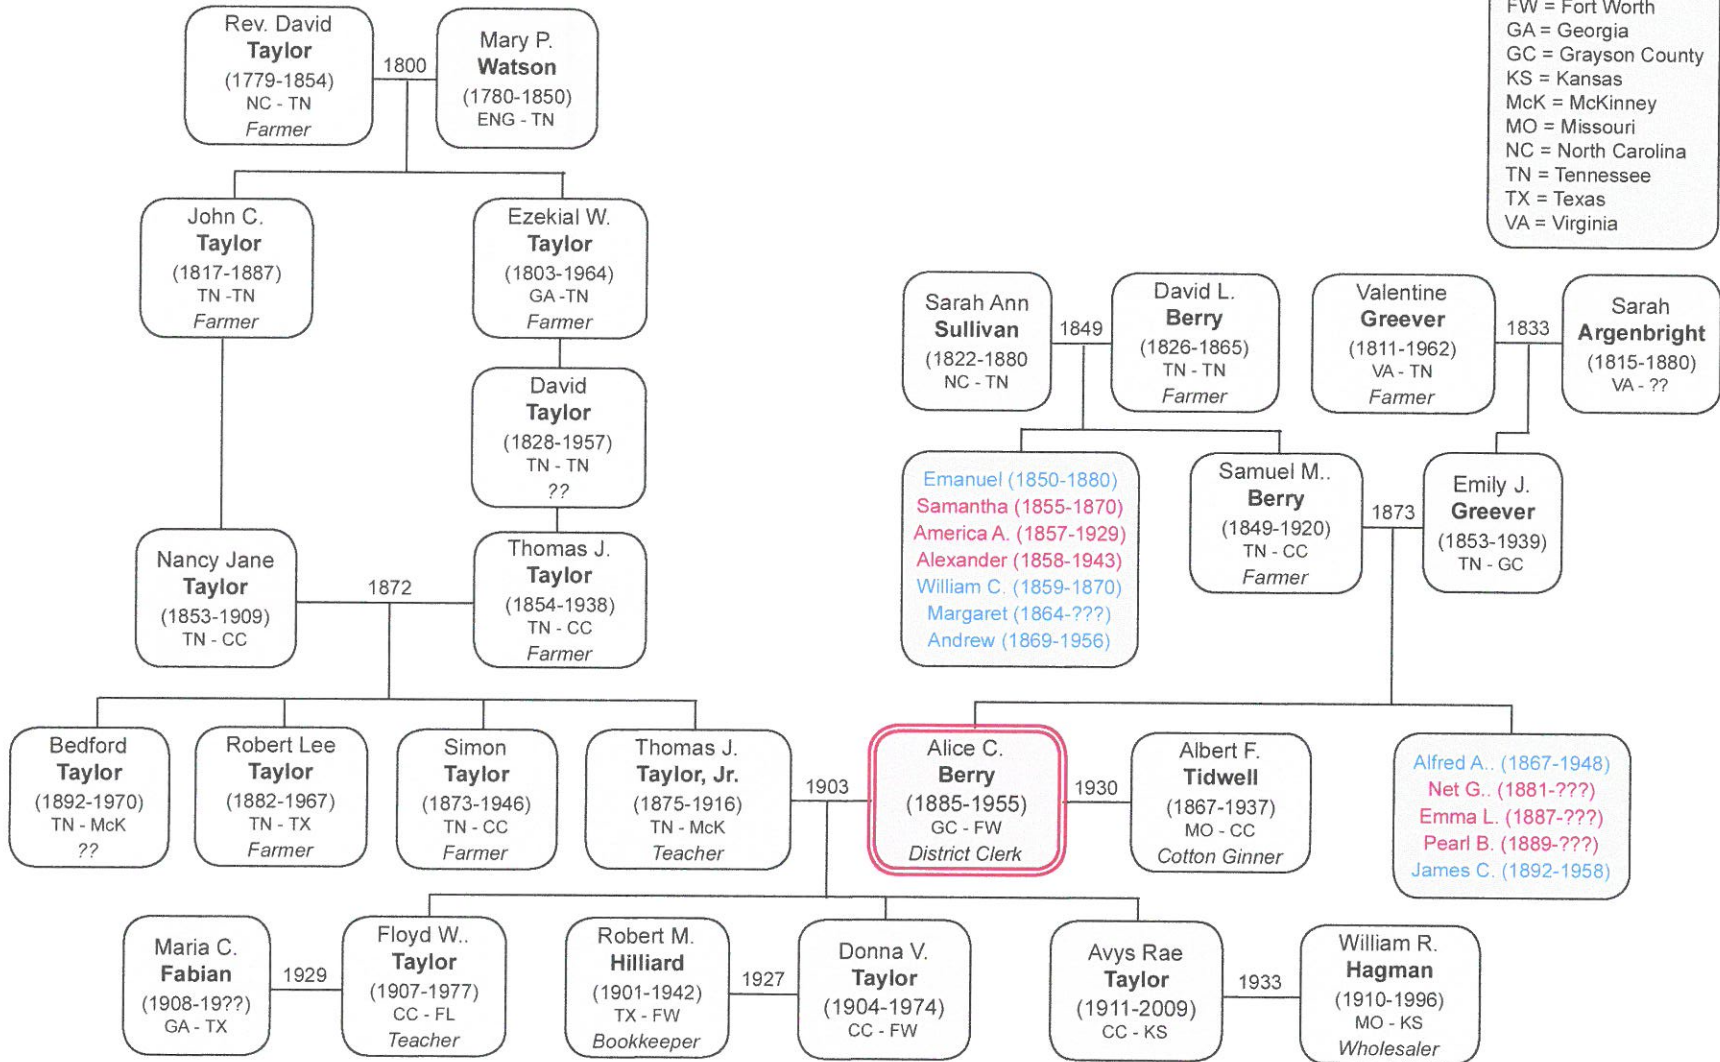 FW = Fort Worth
GA = Georgia
GC = Grayson County
KS = Kansas
McK = McKinney
MO = Missouri
NC = North Carolina
TN = Tennessee
TX = Texas
VA = Virginia
Rev. David
Taylor
(1779-1854)
NC - TN
Farmer
1800
Mary P.
Watson
(1780-1850)
ENG - TN
John C.
Taylor
(1817-1887)
TN -TN
Farmer
Ezekial W.
Taylor
(1803-1964)
GA -TN
Farmer
Sarah Ann
Sullivan
(1822-1880
NC - TN
1849
David L.
Berry
(1826-1865)
TN - TN
Farmer
Valentine
Greever
(1811-1962)
VA - TN
Farmer
1833
Sarah
Argenbright
(1815-1880)
VA - ??
David
Taylor
(1828-1957)
TN - TN
??
Emanuel (1850-1880)
Samantha (1855-1870)
America A. (1857-1929)
Alexander (1858-1943)
William C. (1859-1870)
Margaret (1864-???)
Andrew (1869-1956)
Samuel M..
Berry
(1849-1920)
TN - CC
Farmer
1873
Emily J.
Greever
(1853-1939)
TN - GC
Nancy Jane
Taylor
(1853-1909)
TN - CC
1872
Thomas J.
Taylor
(1854-1938)
TN - CC
Farmer
Bedford
Taylor
(1892-1970)
TN - McK
??
Robert Lee
Taylor
(1882-1967)
TN - TX
Farmer
Simon
Taylor
(1873-1946)
TN - CC
Farmer
Thomas J.
Taylor, Jr.
(1875-1916)
TN - McK
Teacher
1903
Alice C.
Berry
(1885-1955)
GC - FW
District Clerk
1930
Albert F.
Tidwell
(1867-1937)
MO - CC
Cotton Ginner
Alfred A.. (1867-1948)
Net G.. (1881-???)
Emma L. (1887-???)
Pearl B. (1889-???)
James C. (1892-1958)
Maria C.
Fabian
(1908-19??)
GA - TX
1929
Floyd W..
Taylor
(1907-1977)
CC - FL
Teacher
Robert M.
Hilliard
(1901-1942)
TX - FW
Bookkeeper
1927
Donna V.
Taylor
(1904-1974)
CC - FW
Avys Rae
Taylor
(1911-2009)
CC - KS
1933
William R.
Hagman
(1910-1996)
MO - KS
Wholesaler